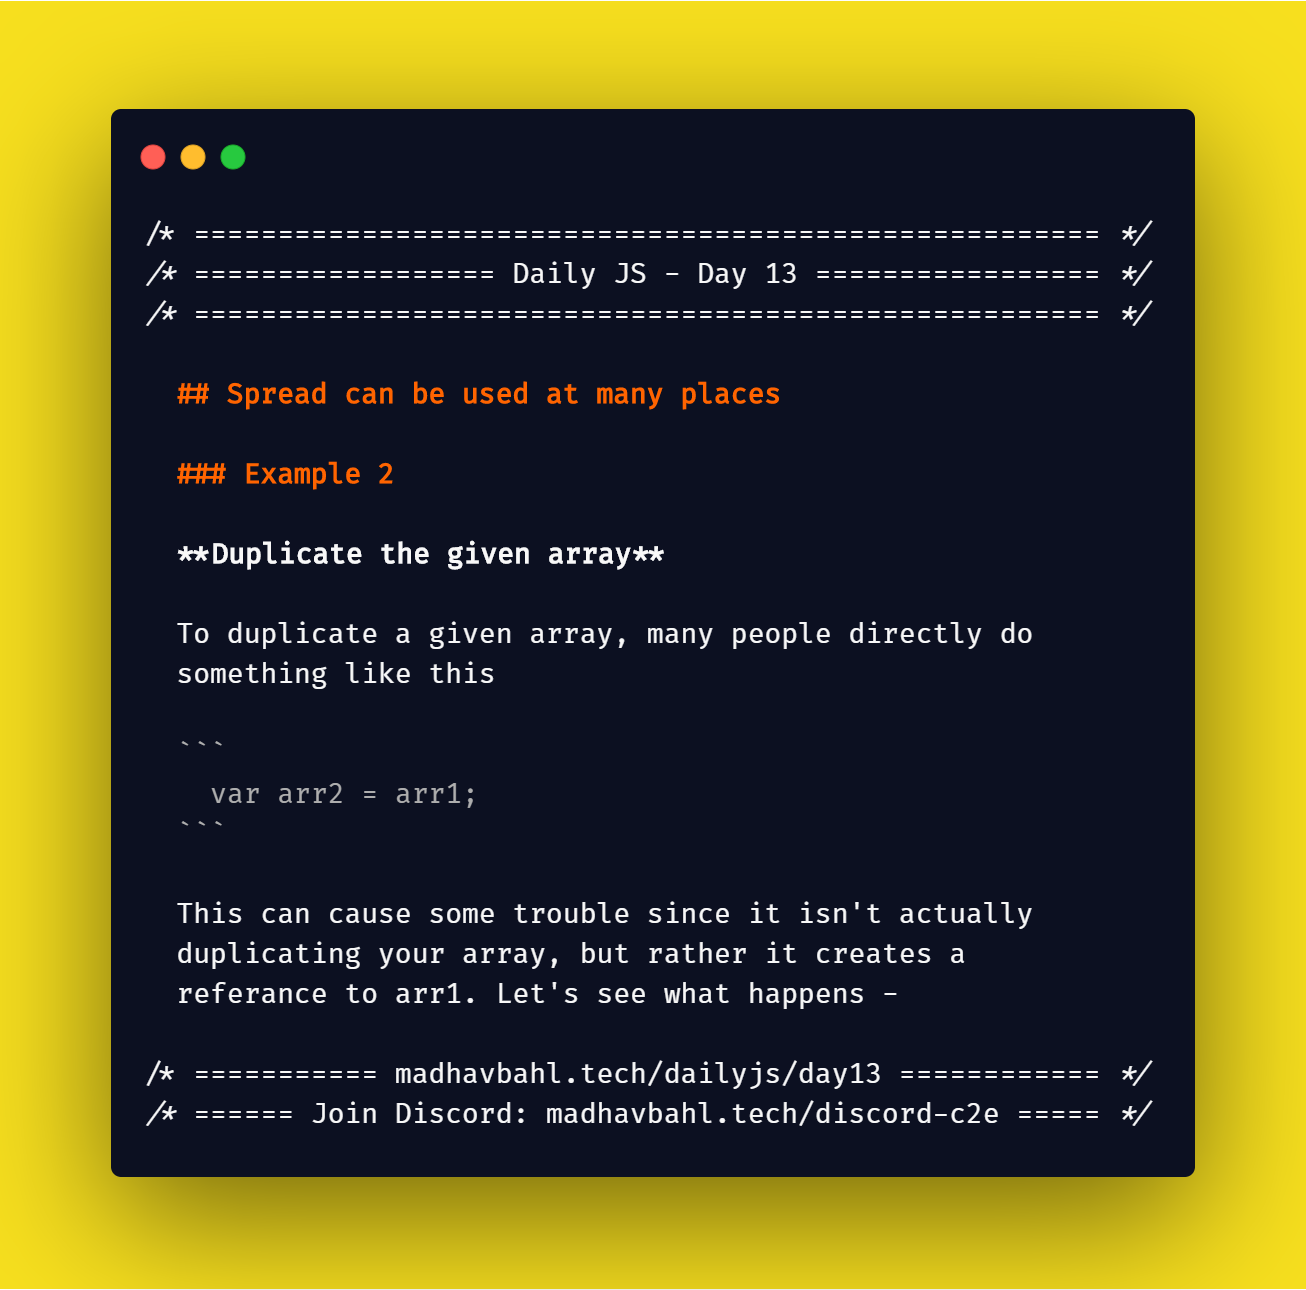 /* ====================================================== */
/* ================== Daily JS - Day 13 ================= */
/* ====================================================== */
## Spread can be used at many places
### Example 2
**Duplicate the given array**
To duplicate a given array, many people directly do
something like this
```
var arr2 = arr1;
```
This can cause some trouble since it isn't actually
duplicating your array, but rather it creates a
referance to arr1. Let's see what happens -
/* =========== madhavbahl.tech/dailyjs/day13 ============ */
/* ====== Join Discord: madhavbahl.tech/discord-c2e ===== */